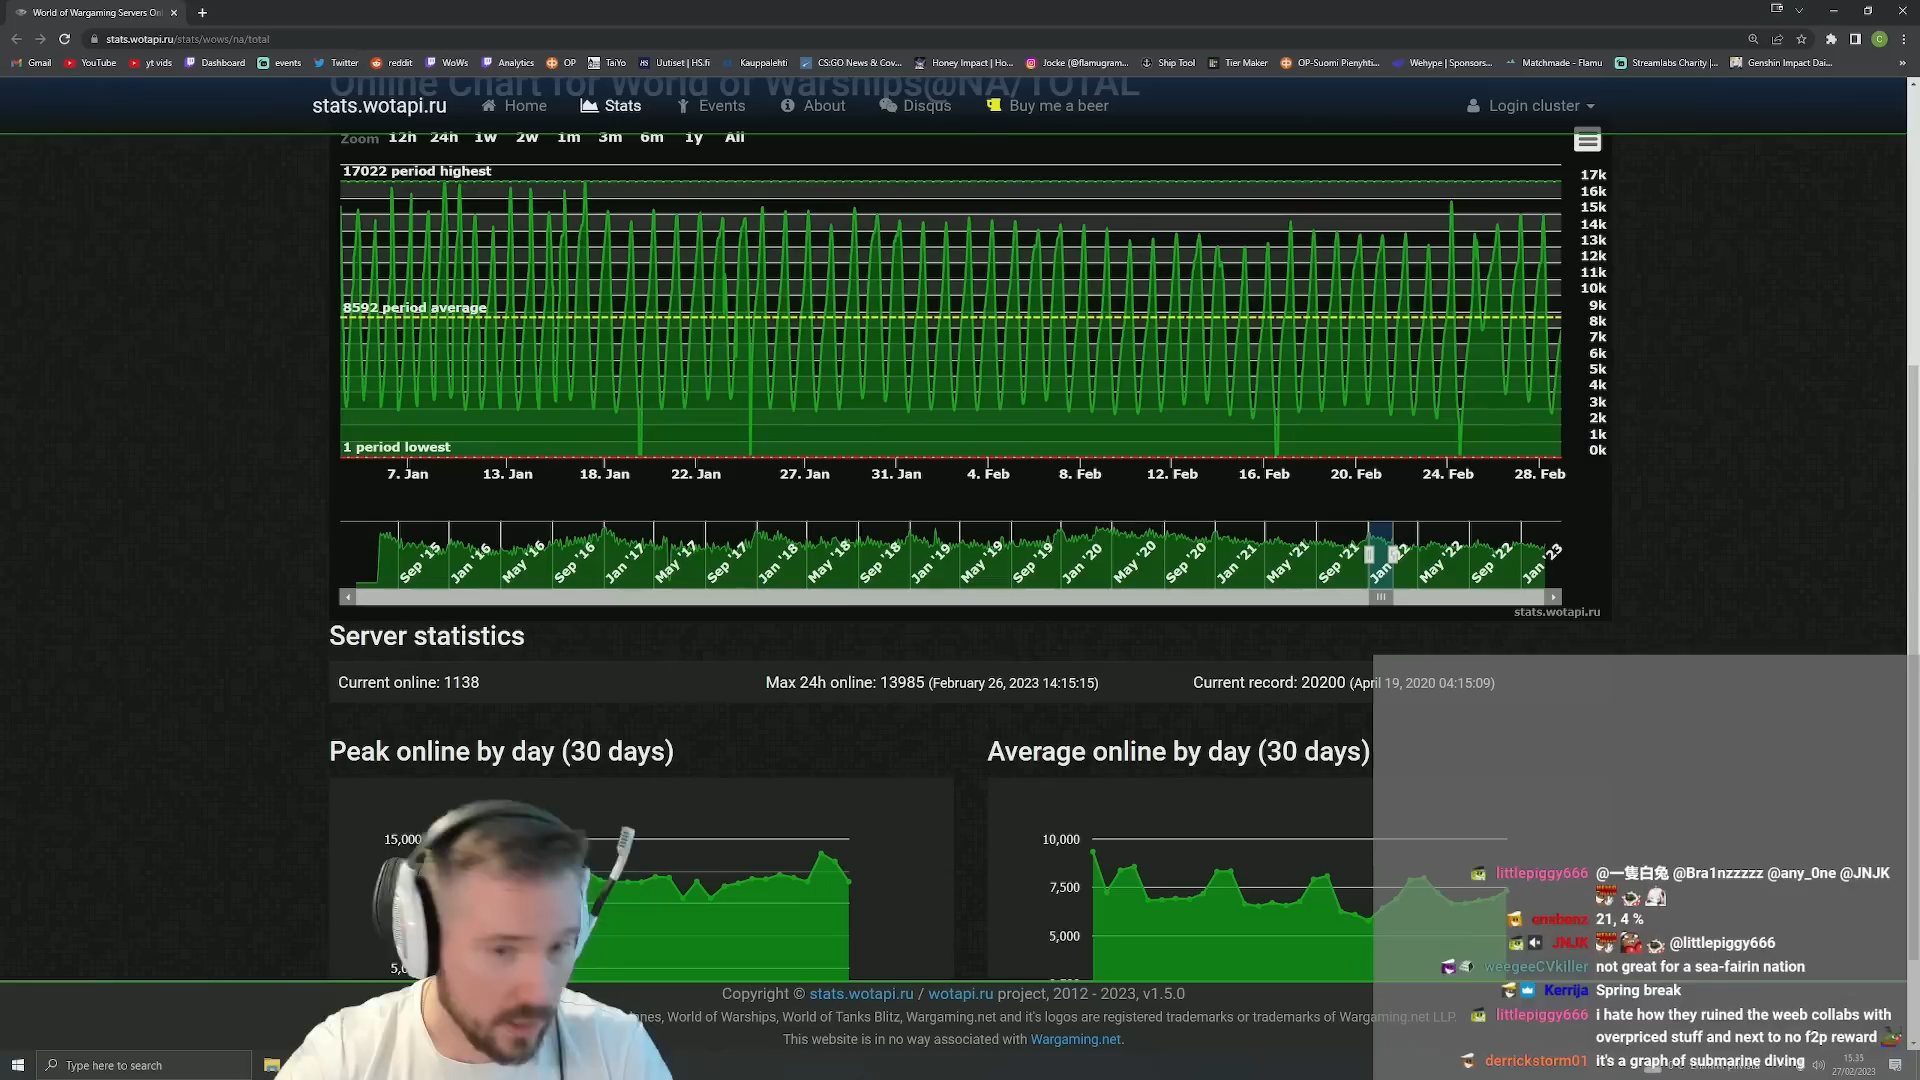 World of Wargaming Servers Onl
stats.wotapi.ru/stats/wows/na/total
Gmail YouTube yt vids Dashboard events Twitter reddit WoWs Analytics OP TaiYo Uutiset | HS.fi Kauppalehti CS:GO News & Cov... Honey Impact | Ho... Jocke (@flamugram... Ship Tool Tier Maker OP-Suomi Pienyhti... Wehype | Sponsors... Matchmade - Flamu Streamlabs Charity |... Genshin Impact Dai... »
Online Chart for World of Warships@NA/TOTAL
stats.wotapi.ru Home Stats Events About Disqus Buy me a beer Login cluster
Zoom 12h 24h 1w 2w 1m 3m 6m 1y All
17022 period highest
8592 period average
1 period lowest
17k
16k
15k
14k
13k
12k
11k
10k
9k
8k
7k
6k
5k
4k
3k
2k
1k
0k
7. Jan 13. Jan 18. Jan 22. Jan 27. Jan 31. Jan 4. Feb 8. Feb 12. Feb 16. Feb 20. Feb 24. Feb 28. Feb
Sep '15 Jan '16 May '16 Sep '16 Jan '17 May '17 Sep '17 Jan '18 May '18 Sep '18 Jan '19 May '19 Sep '19 Jan '20 May '20 Sep '20 Jan '21 May '21 Sep '21 Jan '22 May '22 Sep '22 Jan '23
stats.wotapi.ru
Server statistics
Current online: 1138 Max 24h online: 13985 (February 26, 2023 14:15:15) Current record: 20200 (April 19, 2020 04:15:09)
Peak online by day (30 days) Average online by day (30 days)
15,000
5,0
10,000
7,500
5,000
littlepiggy666 @一隻白兔 @Bra1nzzzzz @any_0ne @JNJK
21, 4 %
JNJK @littlepiggy666
weegeeCVkiller not great for a sea-fairin nation
Kerrija Spring break
littlepiggy666 i hate how they ruined the weeb collabs with
overpriced stuff and next to no f2p reward
derrickstorm01 it's a graph of submarine diving
Copyright © stats.wotapi.ru / wotapi.ru project, 2012 - 2023, v1.5.0
anes, World of Warships, World of Tanks Blitz, Wargaming.net and it's logos are registered trademarks or trademarks of Wargaming.net LLP.
This website is in no way associated with Wargaming.net.
Type here to search
15.35
27/02/2023